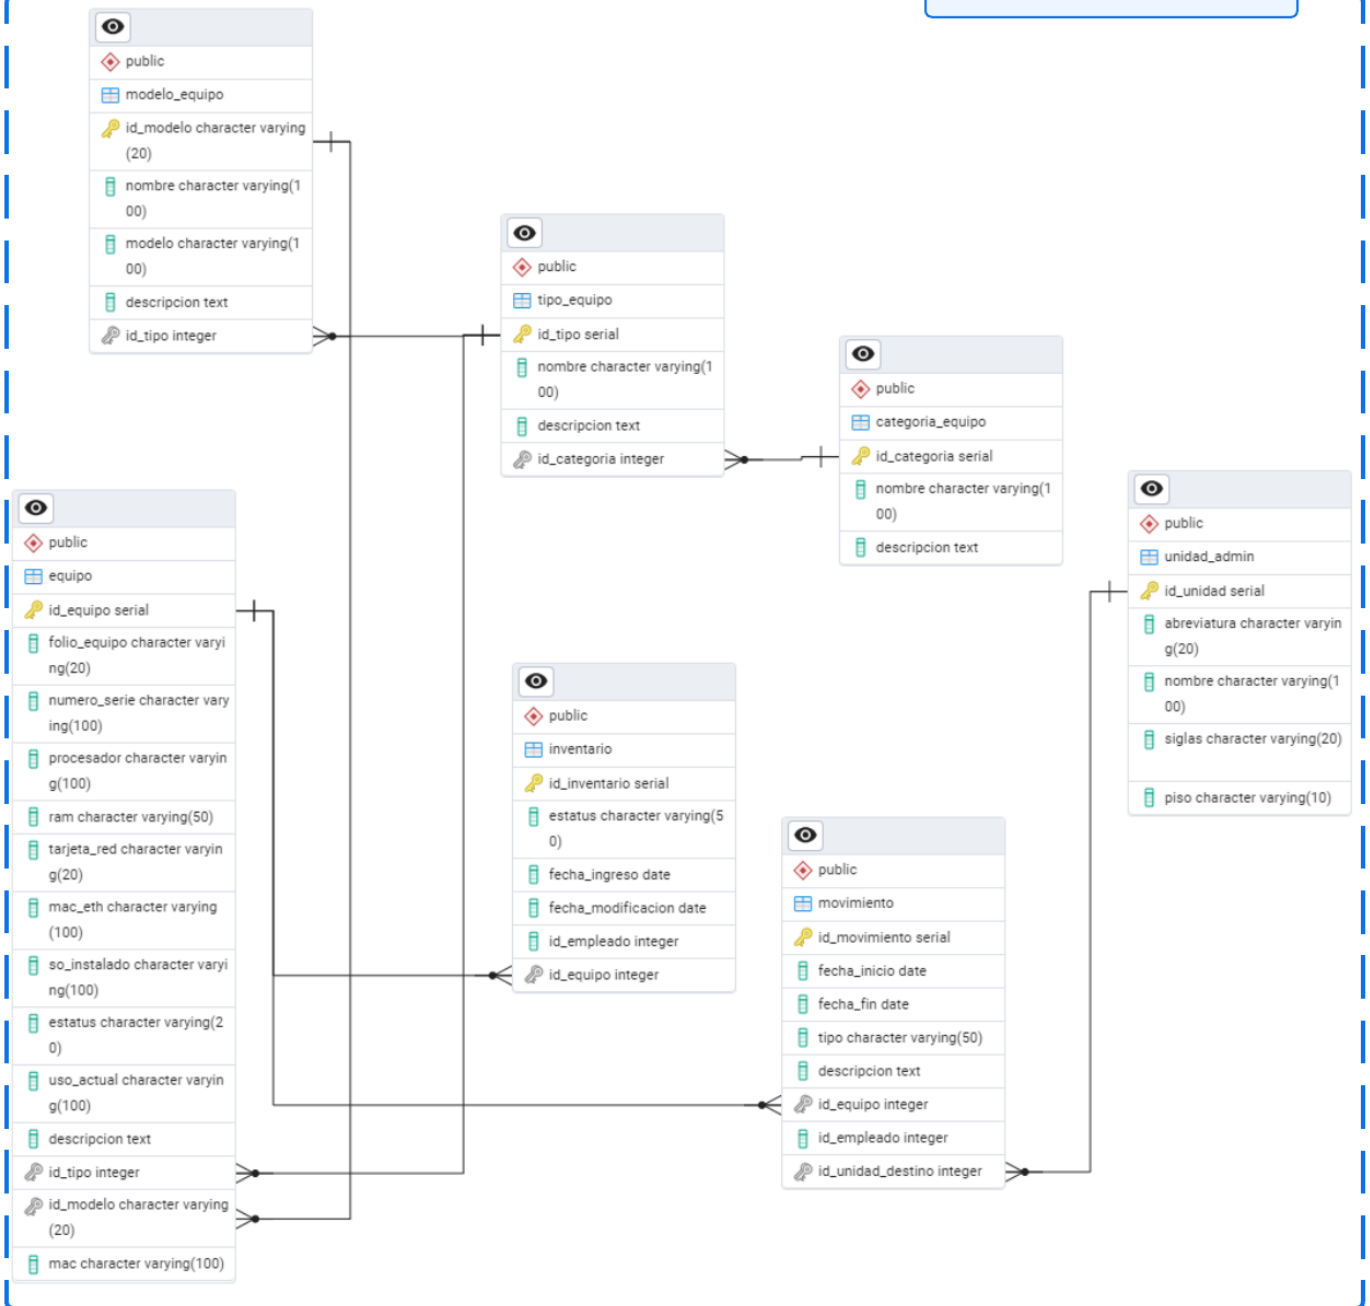 public
modelo_equipo
id_modelo character varying
(20)
nombre character varying(1
00)
modelo character varying(1
00)
descripcion text
id_tipo integer
public
tipo_equipo
id_tipo serial
nombre character varying(1
00)
descripcion text
id_categoria integer
public
categoria_equipo
id_categoria serial
nombre character varying(1
00)
descripcion text
public
unidad_admin
id_unidad serial
abreviatura character varyin
g(20)
nombre character varying(1
00)
siglas character varying(20)
piso character varying(10)
public
equipo
id_equipo serial
folio_equipo character varyi
ng(20)
numero_serie character vary
ing(100)
procesador character varyin
g(100)
ram character varying(50)
tarjeta_red character varyin
g(20)
mac_eth character varying
(100)
so_instalado character varyi
ng(100)
estatus character varying(2
0)
uso_actual character varyin
g(100)
descripcion text
id_tipo integer
id_modelo character varying
(20)
mac character varying(100)
public
inventario
id_inventario serial
estatus character varying(5
0)
fecha_ingreso date
fecha_modificacion date
id_empleado integer
id_equipo integer
public
movimiento
id_movimiento serial
fecha_inicio date
fecha_fin date
tipo character varying(50)
descripcion text
id_equipo integer
id_empleado integer
id_unidad_destino integer